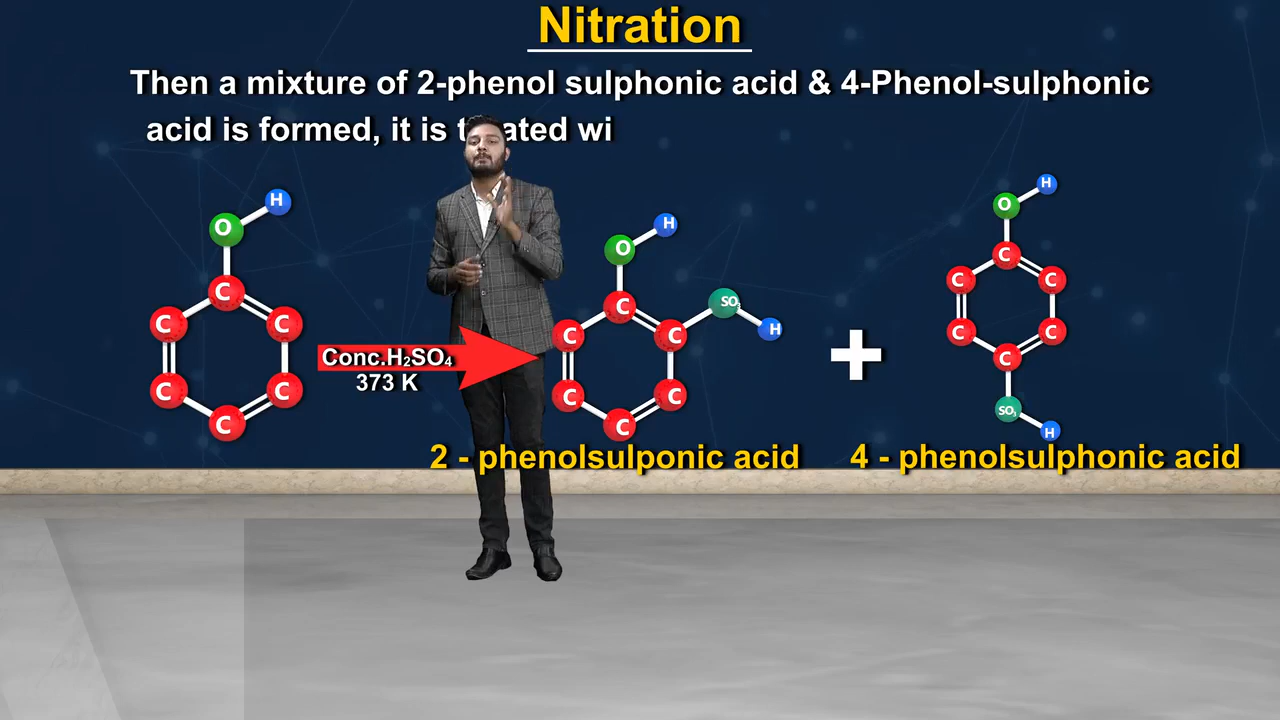 Nitration
Then a mixture of 2-phenol sulphonic acid & 4-Phenol-sulphonic
acid is formed, it is wi
H
O
C
C
C
C
C
C
Conc.H₂SO₄
373 K
H
O
C
SO₃
H
C
C
C
C
C
2 - phenolsulponic acid
H
O
C
C
C
C
C
C
SO₃
H
4 - phenolsulphonic acid